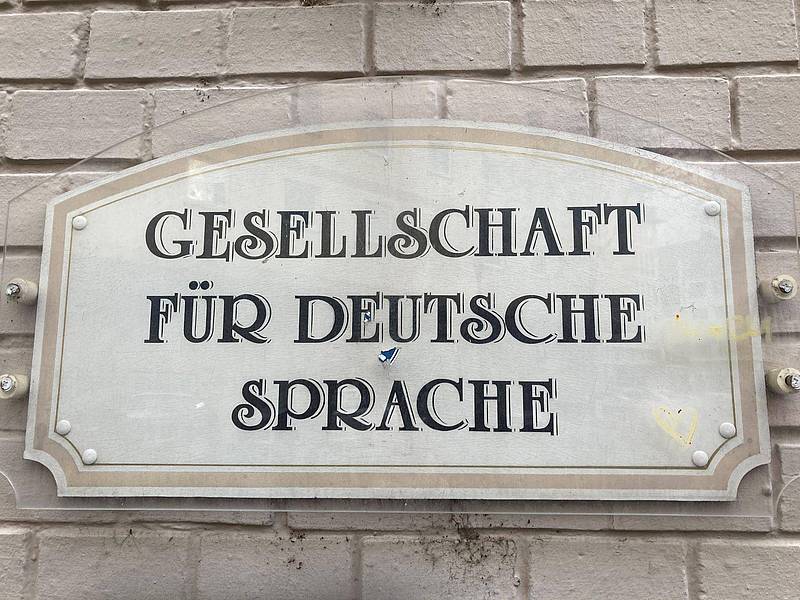 GESELLSCHAFT
FÜR DEUTSCHE
SPRACHE